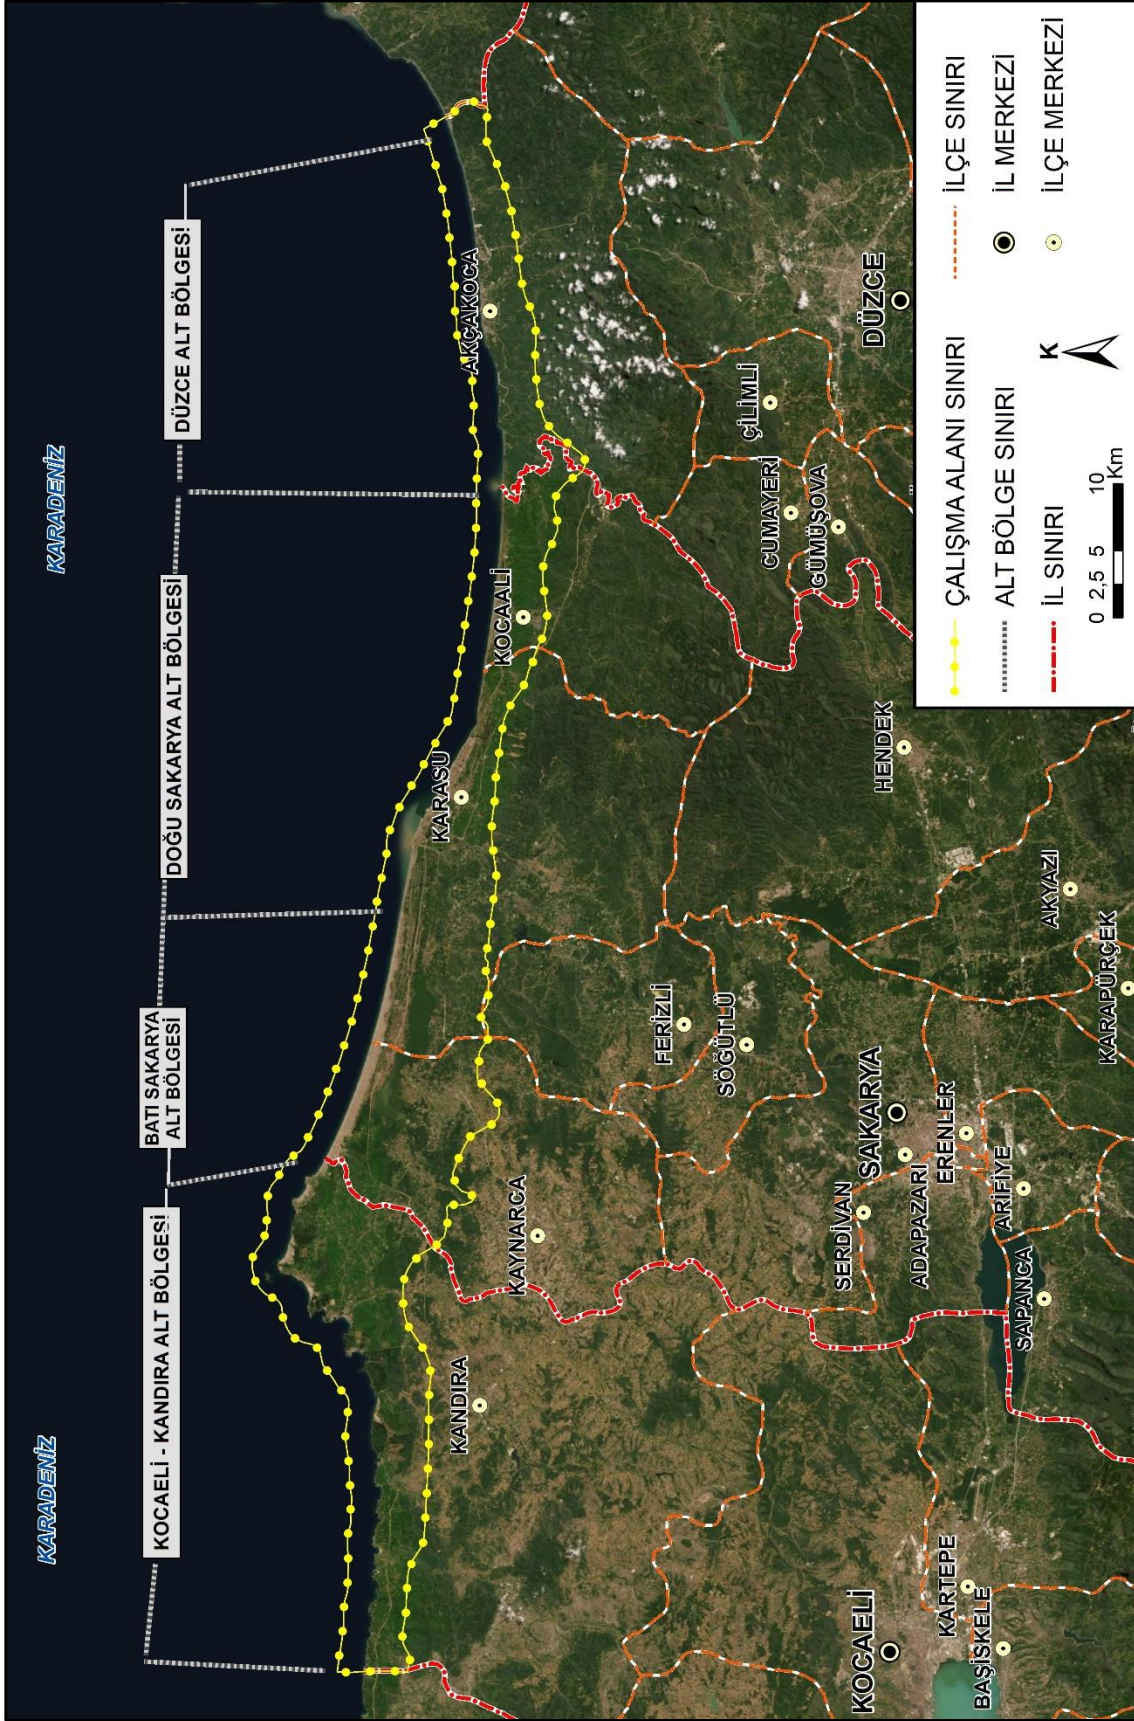 KARADENİZ
KARADENİZ
KOCAELİ - KANDIRA ALT BÖLGESİ
BATI SAKARYA
ALT BÖLGESİ
DOĞU SAKARYA ALT BÖLGESİ
DÜZCE ALT BÖLGESİ
KANDIRA
KAYNARCA
KARASU
KOCAALİ
AKÇAKOCA
FERİZLİ
SÖĞÜTLÜ
CUMAYERİ
GÜMÜŞOVA
ÇİLİMLİ
DÜZCE
KOCAELİ
KARTEPE
BAŞİSKELE
SERDİVAN
SAKARYA
ADAPAZARI
ERENLER
ARİFİYE
SAPANCA
HENDEK
AKYAZI
KARAPÜRÇEK
ÇALIŞMA ALANI SINIRI
ALT BÖLGE SINIRI
İL SINIRI
İLÇE SINIRI
İL MERKEZİ
İLÇE MERKEZİ
K
0 2,5 5 10
Km